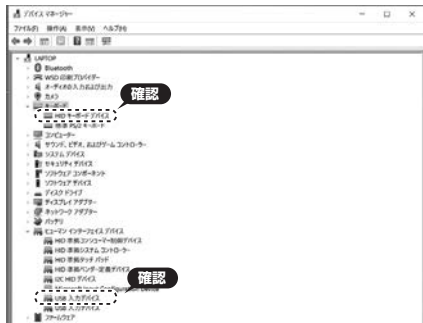 デバイス マネージャー
ファイル(F) 操作(A) 表示(V) ヘルプ(H)
LAPTOP
Bluetooth
WSD 印刷プロバイダー
オーディオの入力および出力
カメラ
キーボード
確認
HID キーボード デバイス
標準 PS/2 キーボード
コンピューター
サウンド、ビデオ、およびゲーム コントローラー
システム デバイス
セキュリティ デバイス
ソフトウェア コンポーネント
ソフトウェア デバイス
ディスク ドライブ
ディスプレイ アダプター
ネットワーク アダプター
バッテリ
ヒューマン インターフェイス デバイス
HID 準拠コンシューマー制御デバイス
HID 準拠システム コントローラー
HID 準拠タッチ パッド
HID 準拠ベンダー定義デバイス
I2C HID デバイス
確認
Microsoft Input Configuration Device
USB 入力デバイス
USB 入力デバイス
ファームウェア